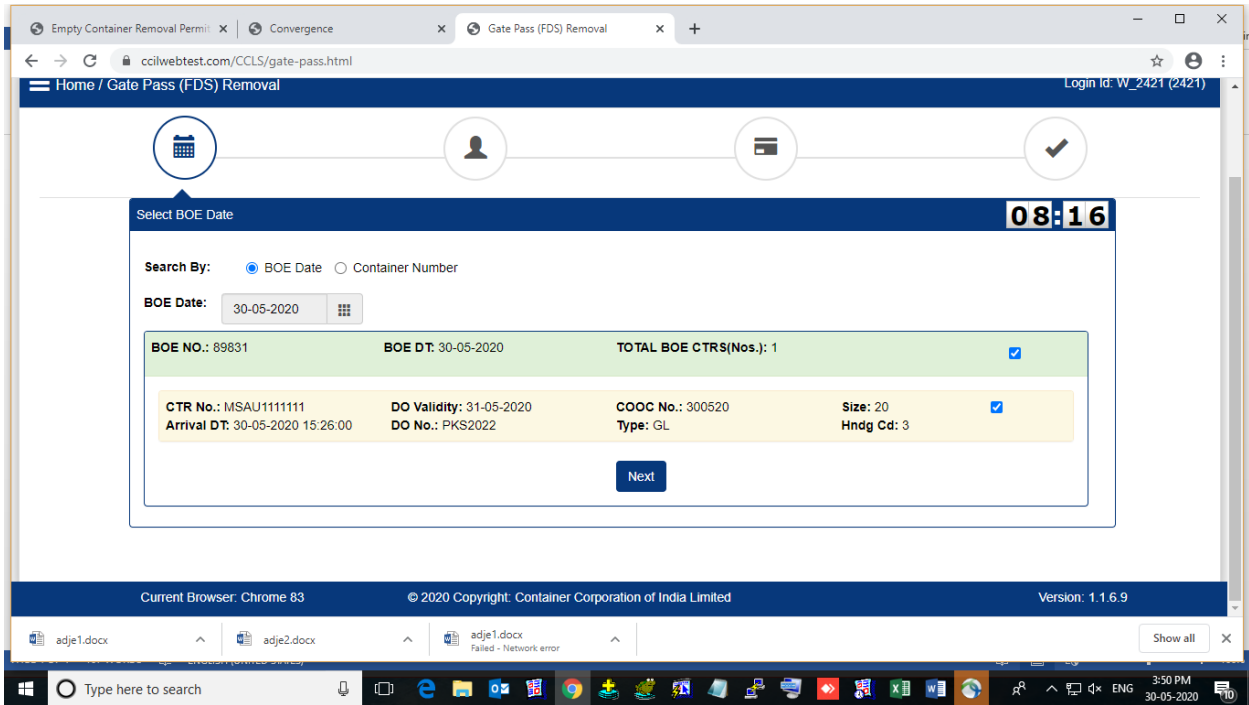 Empty Container Removal Permit
Convergence
Gate Pass (FDS) Removal
ccilwebtest.com/CCLS/gate-pass.html
Home / Gate Pass (FDS) Removal
Login Id: W_2421 (2421)
Select BOE Date
08:16
Search By: BOE Date Container Number
BOE Date: 30-05-2020
BOE NO.: 89831 BOE DT: 30-05-2020 TOTAL BOE CTRS(Nos.): 1
CTR No.: MSAU1111111 DO Validity: 31-05-2020 COOC No.: 300520 Size: 20
Arrival DT: 30-05-2020 15:26:00 DO No.: PKS2022 Type: GL Hndg Cd: 3
Next
Current Browser: Chrome 83 © 2020 Copyright: Container Corporation of India Limited Version: 1.1.6.9
adje1.docx
adje2.docx
adje1.docx
Failed - Network error
Show all
Type here to search
ENG
3:50 PM
30-05-2020
10